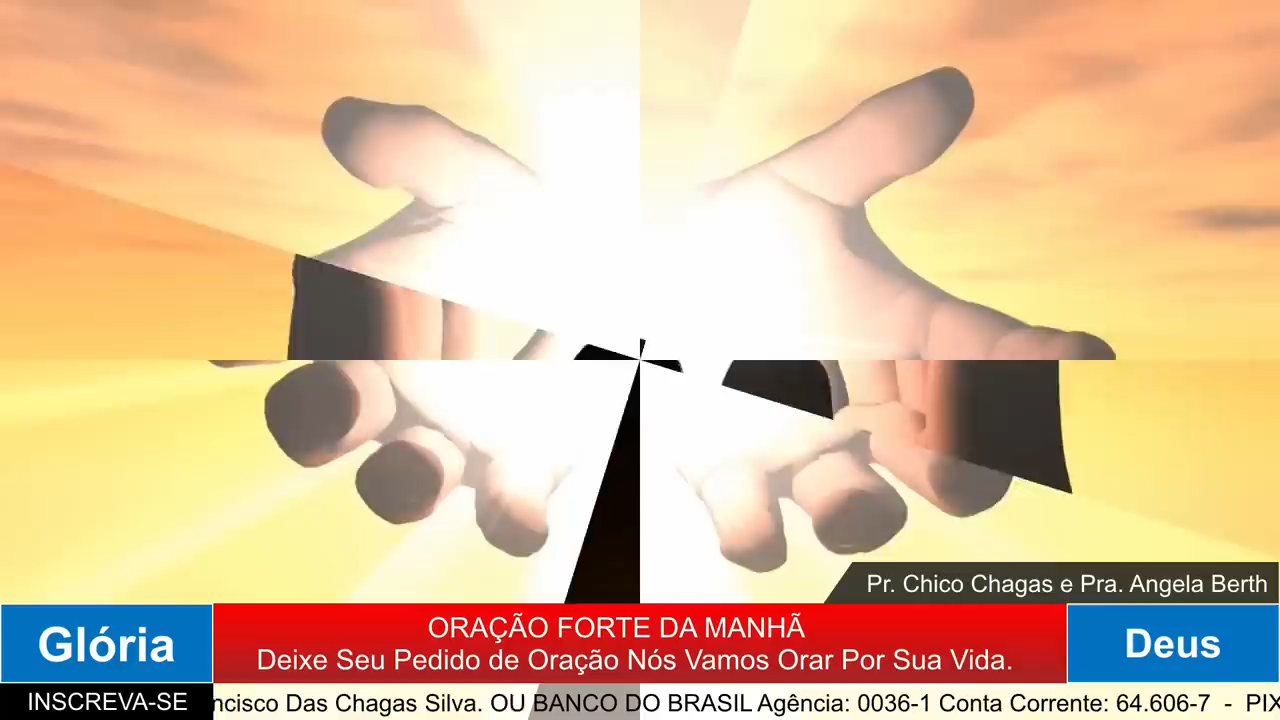 Pr. Chico Chagas e Pra. Angela Berth
Glória
ORAÇÃO FORTE DA MANHÃ
Deixe Seu Pedido de Oração Nós Vamos Orar Por Sua Vida.
Deus
INSCREVA-SE
ncisco Das Chagas Silva. OU BANCO DO BRASIL Agência: 0036-1 Conta Corrente: 64.606-7 - PIX